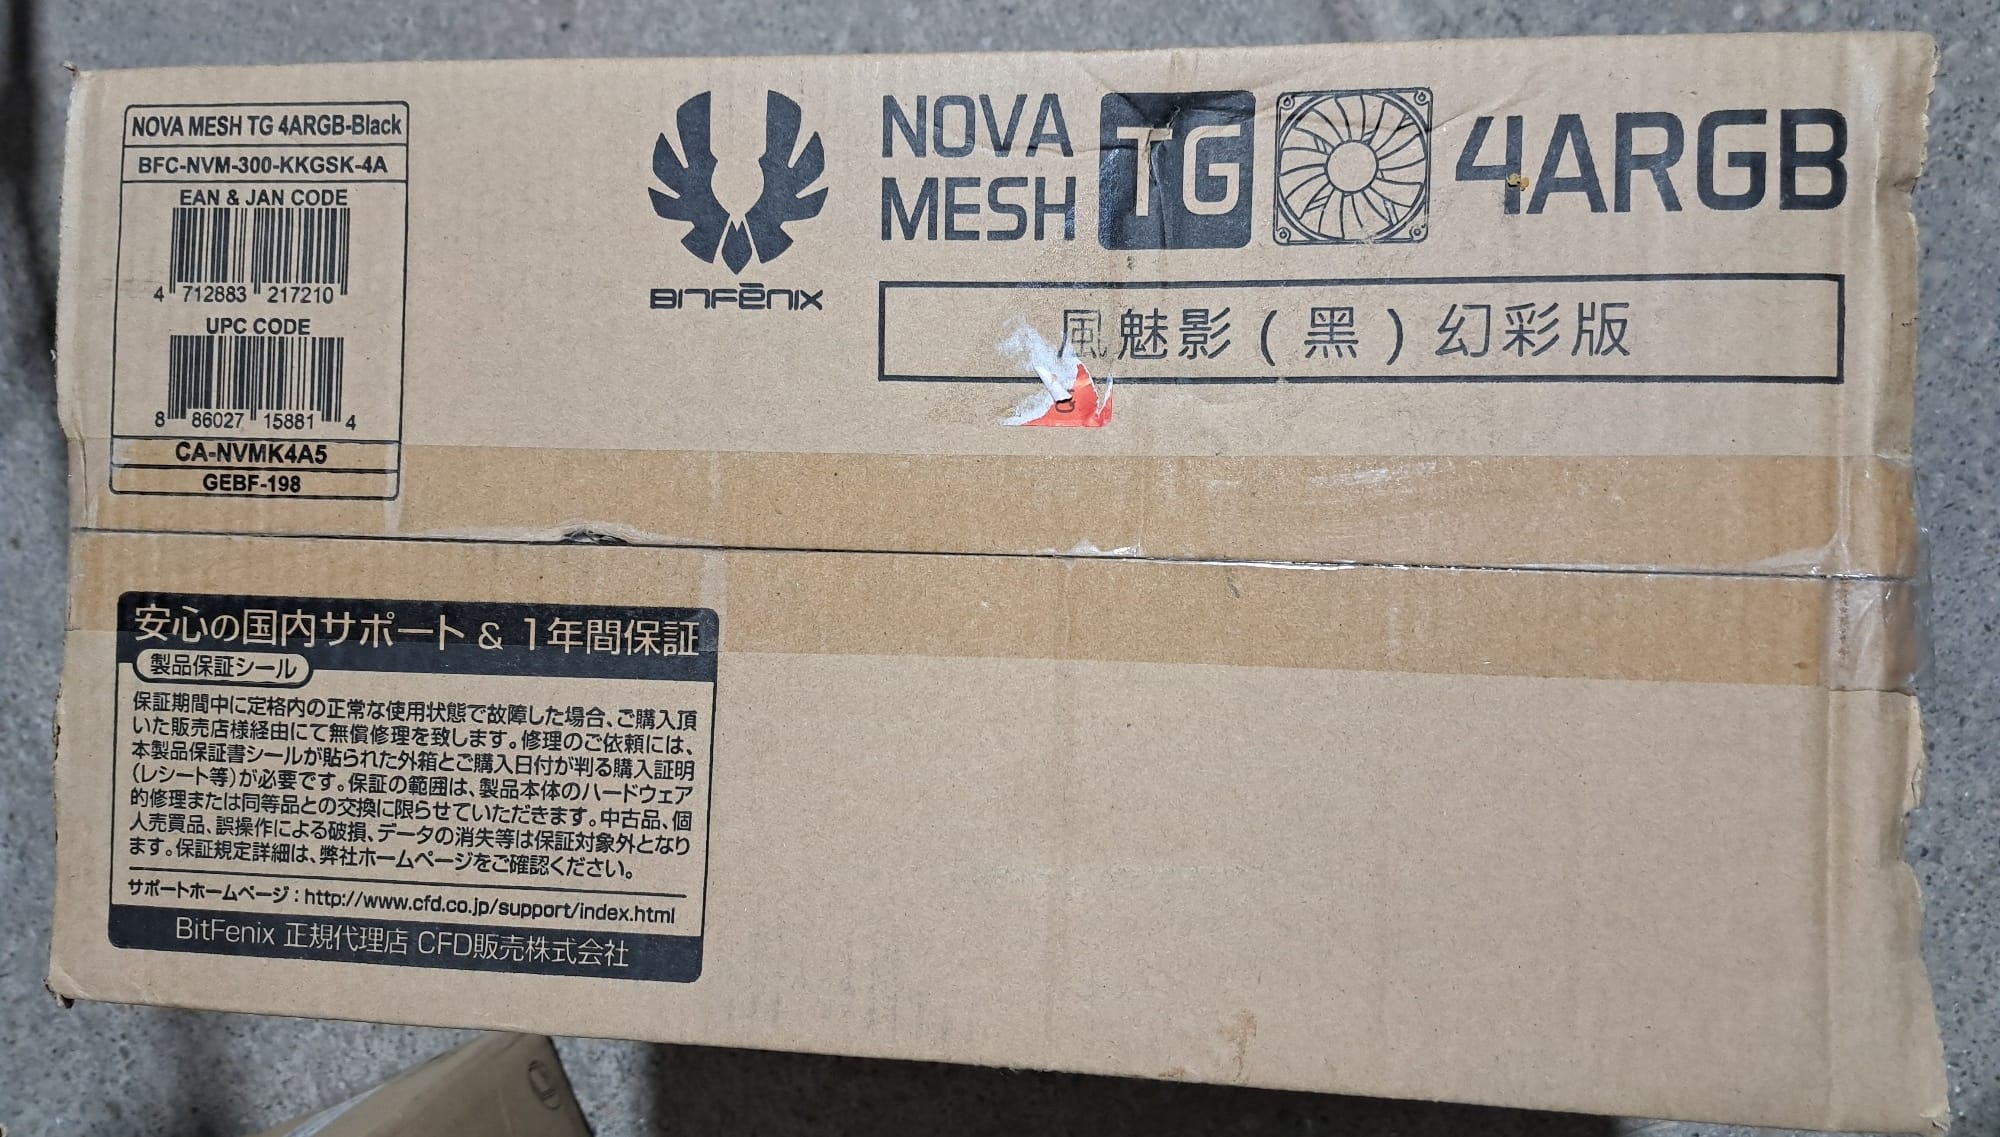 NOVA MESH TG 4ARGB-Black
BFC-NVM-300-KKGSK-4A
EAN & JAN CODE
4 712883 217210
UPC CODE
8 86027 15881 4
CA-NVMK4A5
GEBF-198
BITFENIX
NOVA
MESH
TG
4ARGB
風魅影(黑)幻彩版
安心の国内サポート & 1年間保証
製品保証シール
保証期間中に定格内の正常な使用状態で故障した場合、ご購入頂
いた販売店様経由にて無償修理を致します。修理のご依頼には、
本製品保証書シールが貼られた外箱とご購入日付が判る購入証明
(レシート等)が必要です。保証の範囲は、製品本体のハードウェア
的修理または同等品との交換に限らせていただきます。中古品、個
人売買品、誤操作による破損、データの消失等は保証対象外となり
ます。保証規定詳細は、弊社ホームページをご確認ください。
サポートホームページ:http://www.cfd.co.jp/support/index.html
BitFenix 正規代理店 CFD販売株式会社